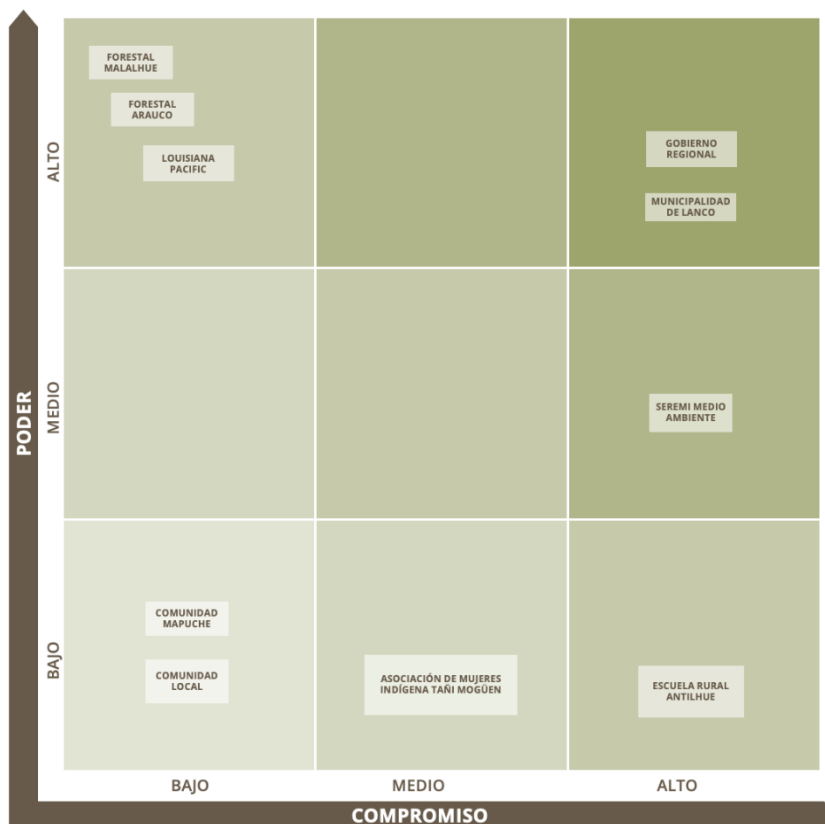 FORESTAL
MALALHUE
FORESTAL
ARAUCO
LOUISIANA
PACIFIC
GOBIERNO
REGIONAL
MUNICIPALIDAD
DE LANCO
ALTO
SEREMI MEDIO
AMBIENTE
MEDIO
PODER
COMUNIDAD
MAPUCHE
COMUNIDAD
LOCAL
ASOCIACIÓN DE MUJERES
INDÍGENA TAÑI MOGÜEN
ESCUELA RURAL
ANTILHUE
BAJO
BAJO
MEDIO
ALTO
COMPROMISO